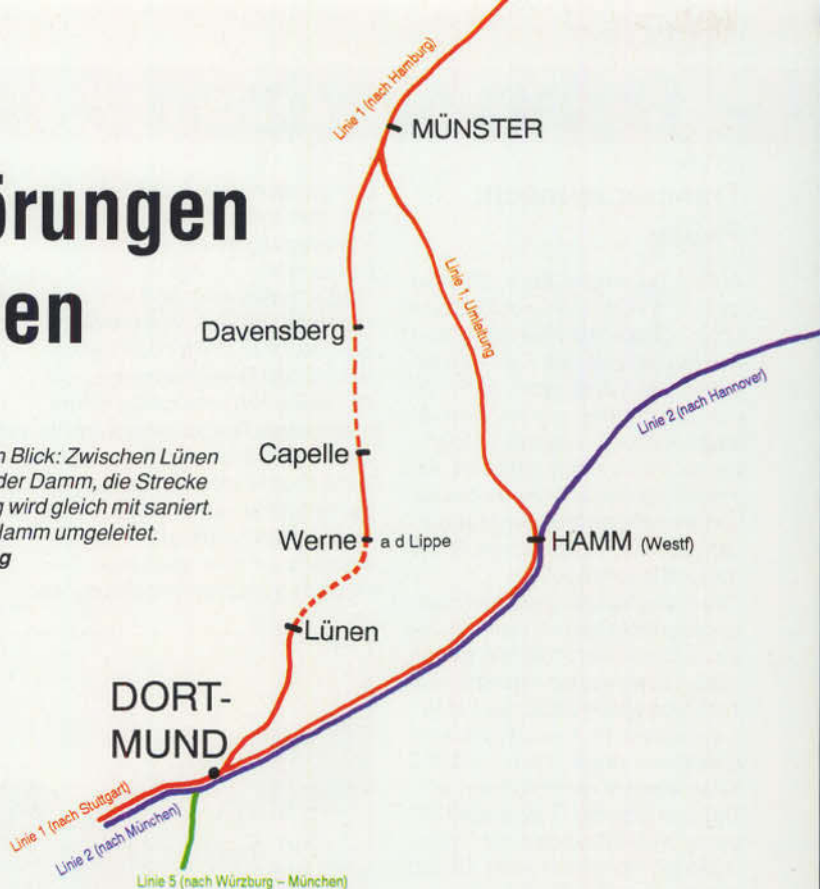 Linie 1 (nach Hamburg)
MÜNSTER
örungen
en
Linie 1, Umleitung
Davensberg
Linie 2 (nach Hannover)
n Blick: Zwischen Lünen
der Damm, die Strecke
g wird gleich mit saniert.
Hamm umgeleitet.
g
Capelle
Werne a d Lippe
HAMM (Westf)
Lünen
DORT-
MUND
Linie 1 (nach Stuttgart)
Linie 2 (nach München)
Linie 5 (nach Würzburg – München)